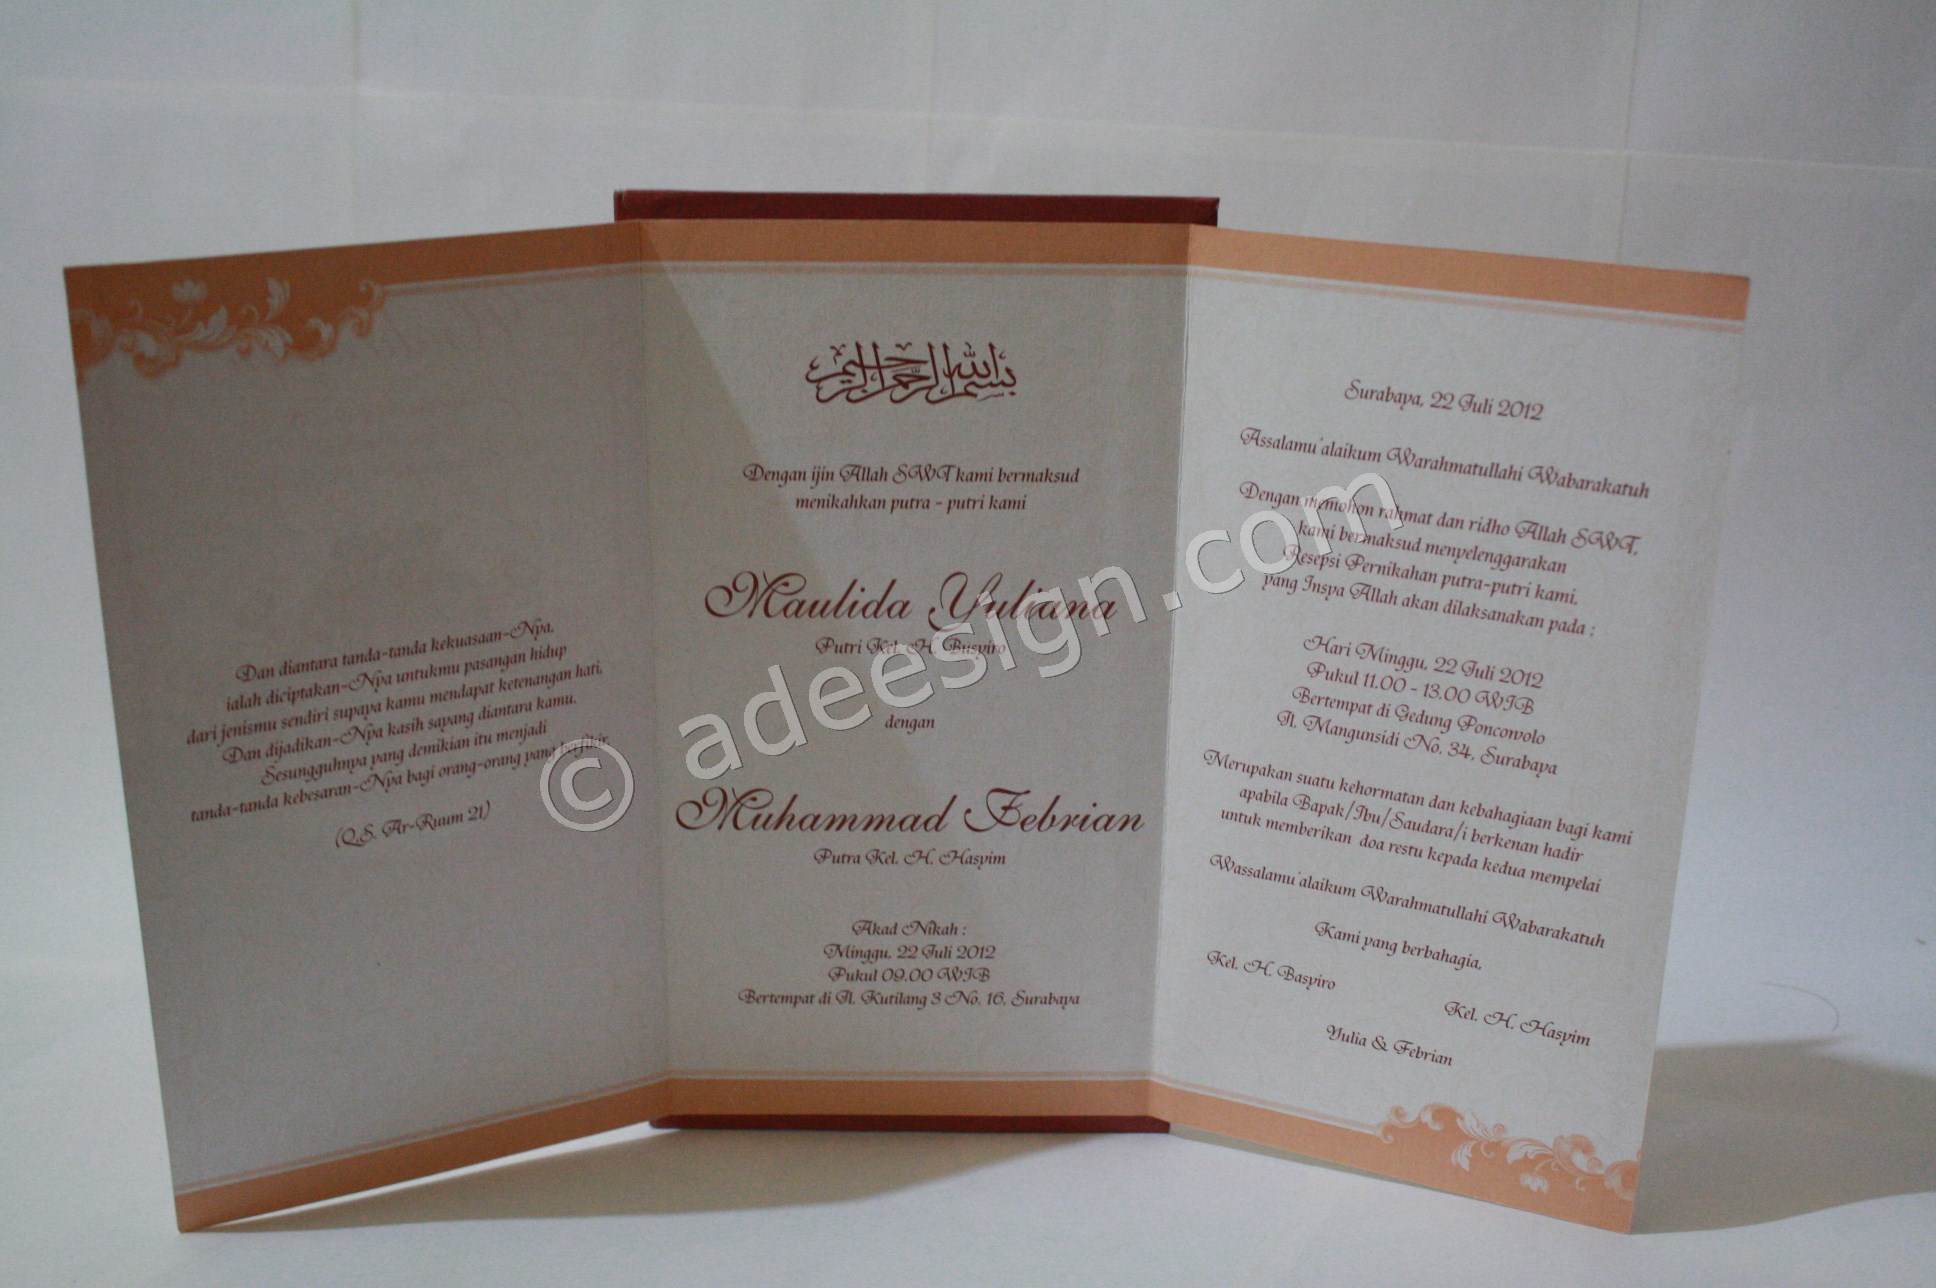 Dan diantara tanda-tanda kekuasaan-Nya,
ialah diciptakan-Nya untukmu pasangan hidup
dari jenismu sendiri supaya kamu mendapat ketenangan hati,
Dan dijadikan-Nya kasih sayang diantara kamu,
Sesungguhnya yang demikian itu menjadi
tanda-tanda kebesaran-Nya bagi orang-orang yang berfikir
(Q.S. Ar-Ruum 21)
بسم الله الرحمن الرحيم
Dengan ijin Allah SWT kami bermaksud
menikahkan putra - putri kami
Maulida Yuliana
Putri Kel. H. Busyiro
dengan
Muhammad Febrian
Putra Kel. H. Hasyim
Akad Nikah :
Minggu, 22 Juli 2012
Pukul 09.00 WIB
Bertempat di Jl. Kutilang 3 No. 16, Surabaya
Surabaya, 22 Juli 2012
Assalamu'alaikum Warahmatullahi Wabarakatuh
Dengan memohon rahmat dan ridho Allah SWT,
kami bermaksud menyelenggarakan
Resepsi Pernikahan putra-putri kami,
yang Insya Allah akan dilaksanakan pada :
Hari Minggu, 22 Juli 2012
Pukul 11.00 - 13.00 WIB
Bertempat di Gedung Poncowolo
Jl. Mangunsidi No. 34, Surabaya
Merupakan suatu kehormatan dan kebahagiaan bagi kami
apabila Bapak/Ibu/Saudara/i berkenan hadir
untuk memberikan doa restu kepada kedua mempelai
Wassalamu'alaikum Warahmatullahi Wabarakatuh
Kami yang berbahagia,
Kel. H. Basyiro
Kel. H. Hasyim
Yulia & Febrian
© adeesign.com